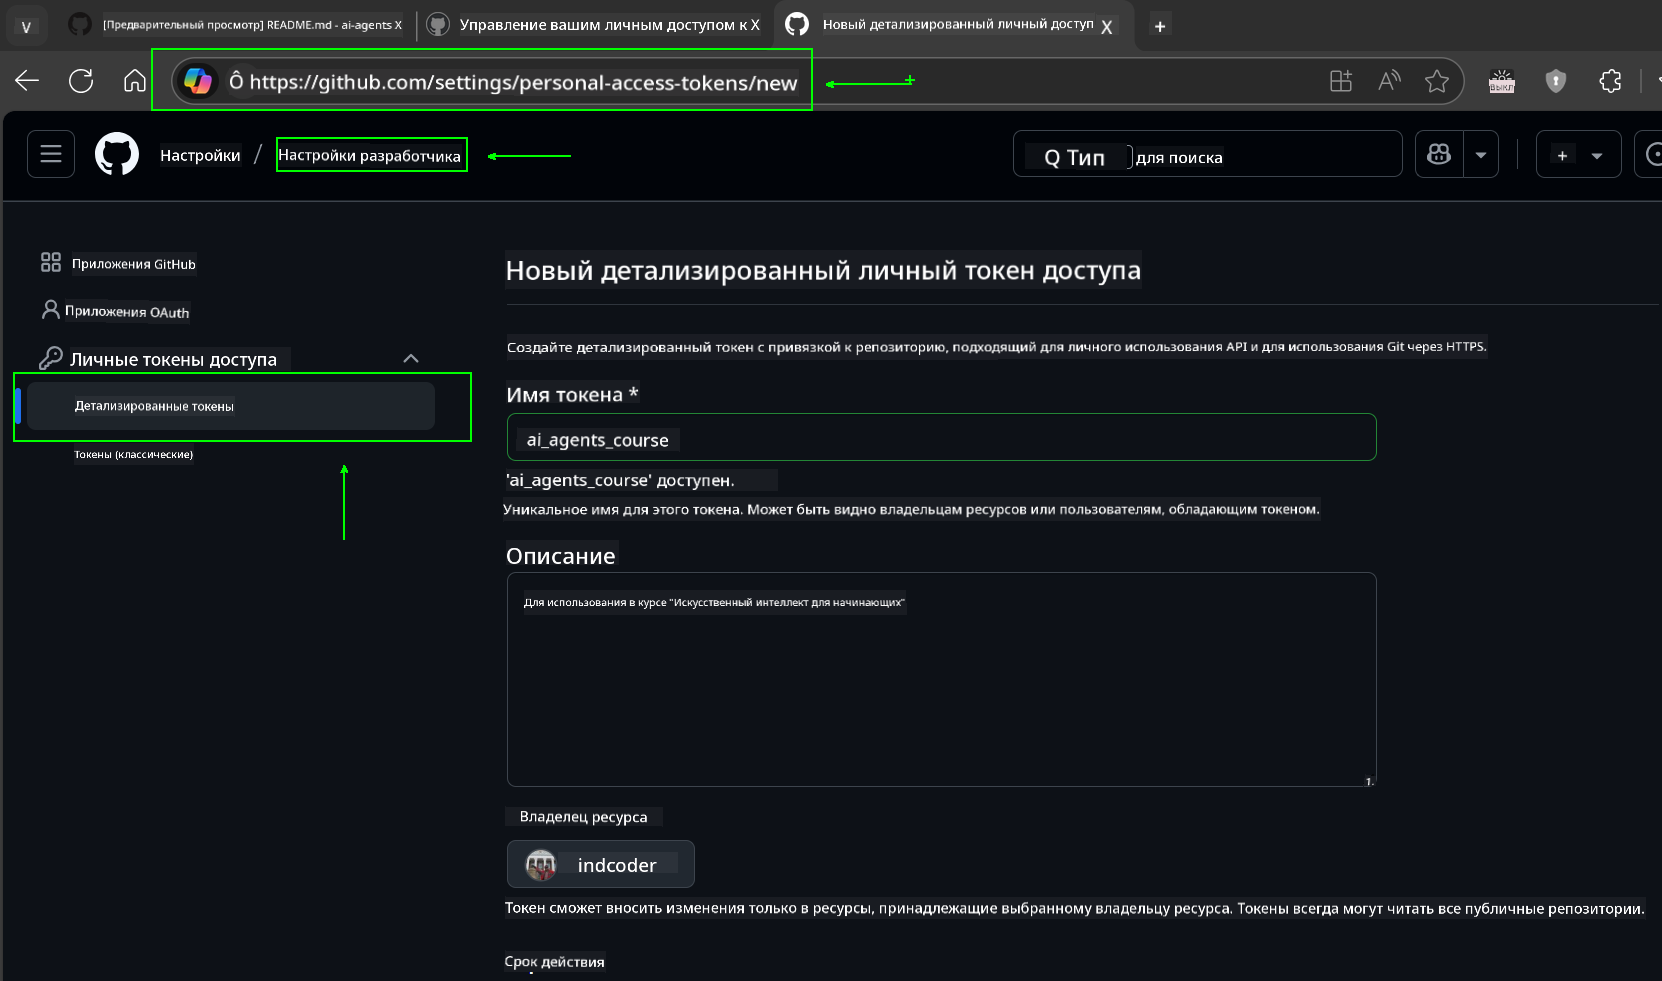 [Предварительный просмотр] README.md - ai-agents X
Управление вашим личным доступом к X
Новый детализированный личный доступ X
+
Ô https://github.com/settings/personal-access-tokens/new
выкл
Настройки / Настройки разработчика
Q Тип для поиска
+
Приложения GitHub
Приложения OAuth
Личные токены доступа
Детализированные токены
Токены (классические)
Новый детализированный личный токен доступа
Создайте детализированный токен с привязкой к репозиторию, подходящий для личного использования API и для использования Git через HTTPS.
Имя токена *
ai_agents_course
'ai_agents_course' доступен.
Уникальное имя для этого токена. Может быть видно владельцам ресурсов или пользователям, обладающим токеном.
Описание
Для использования в курсе "Искусственный интеллект для начинающих"
Владелец ресурса
indcoder
Токен сможет вносить изменения только в ресурсы, принадлежащие выбранному владельцу ресурса. Токены всегда могут читать все публичные репозитории.
Срок действия